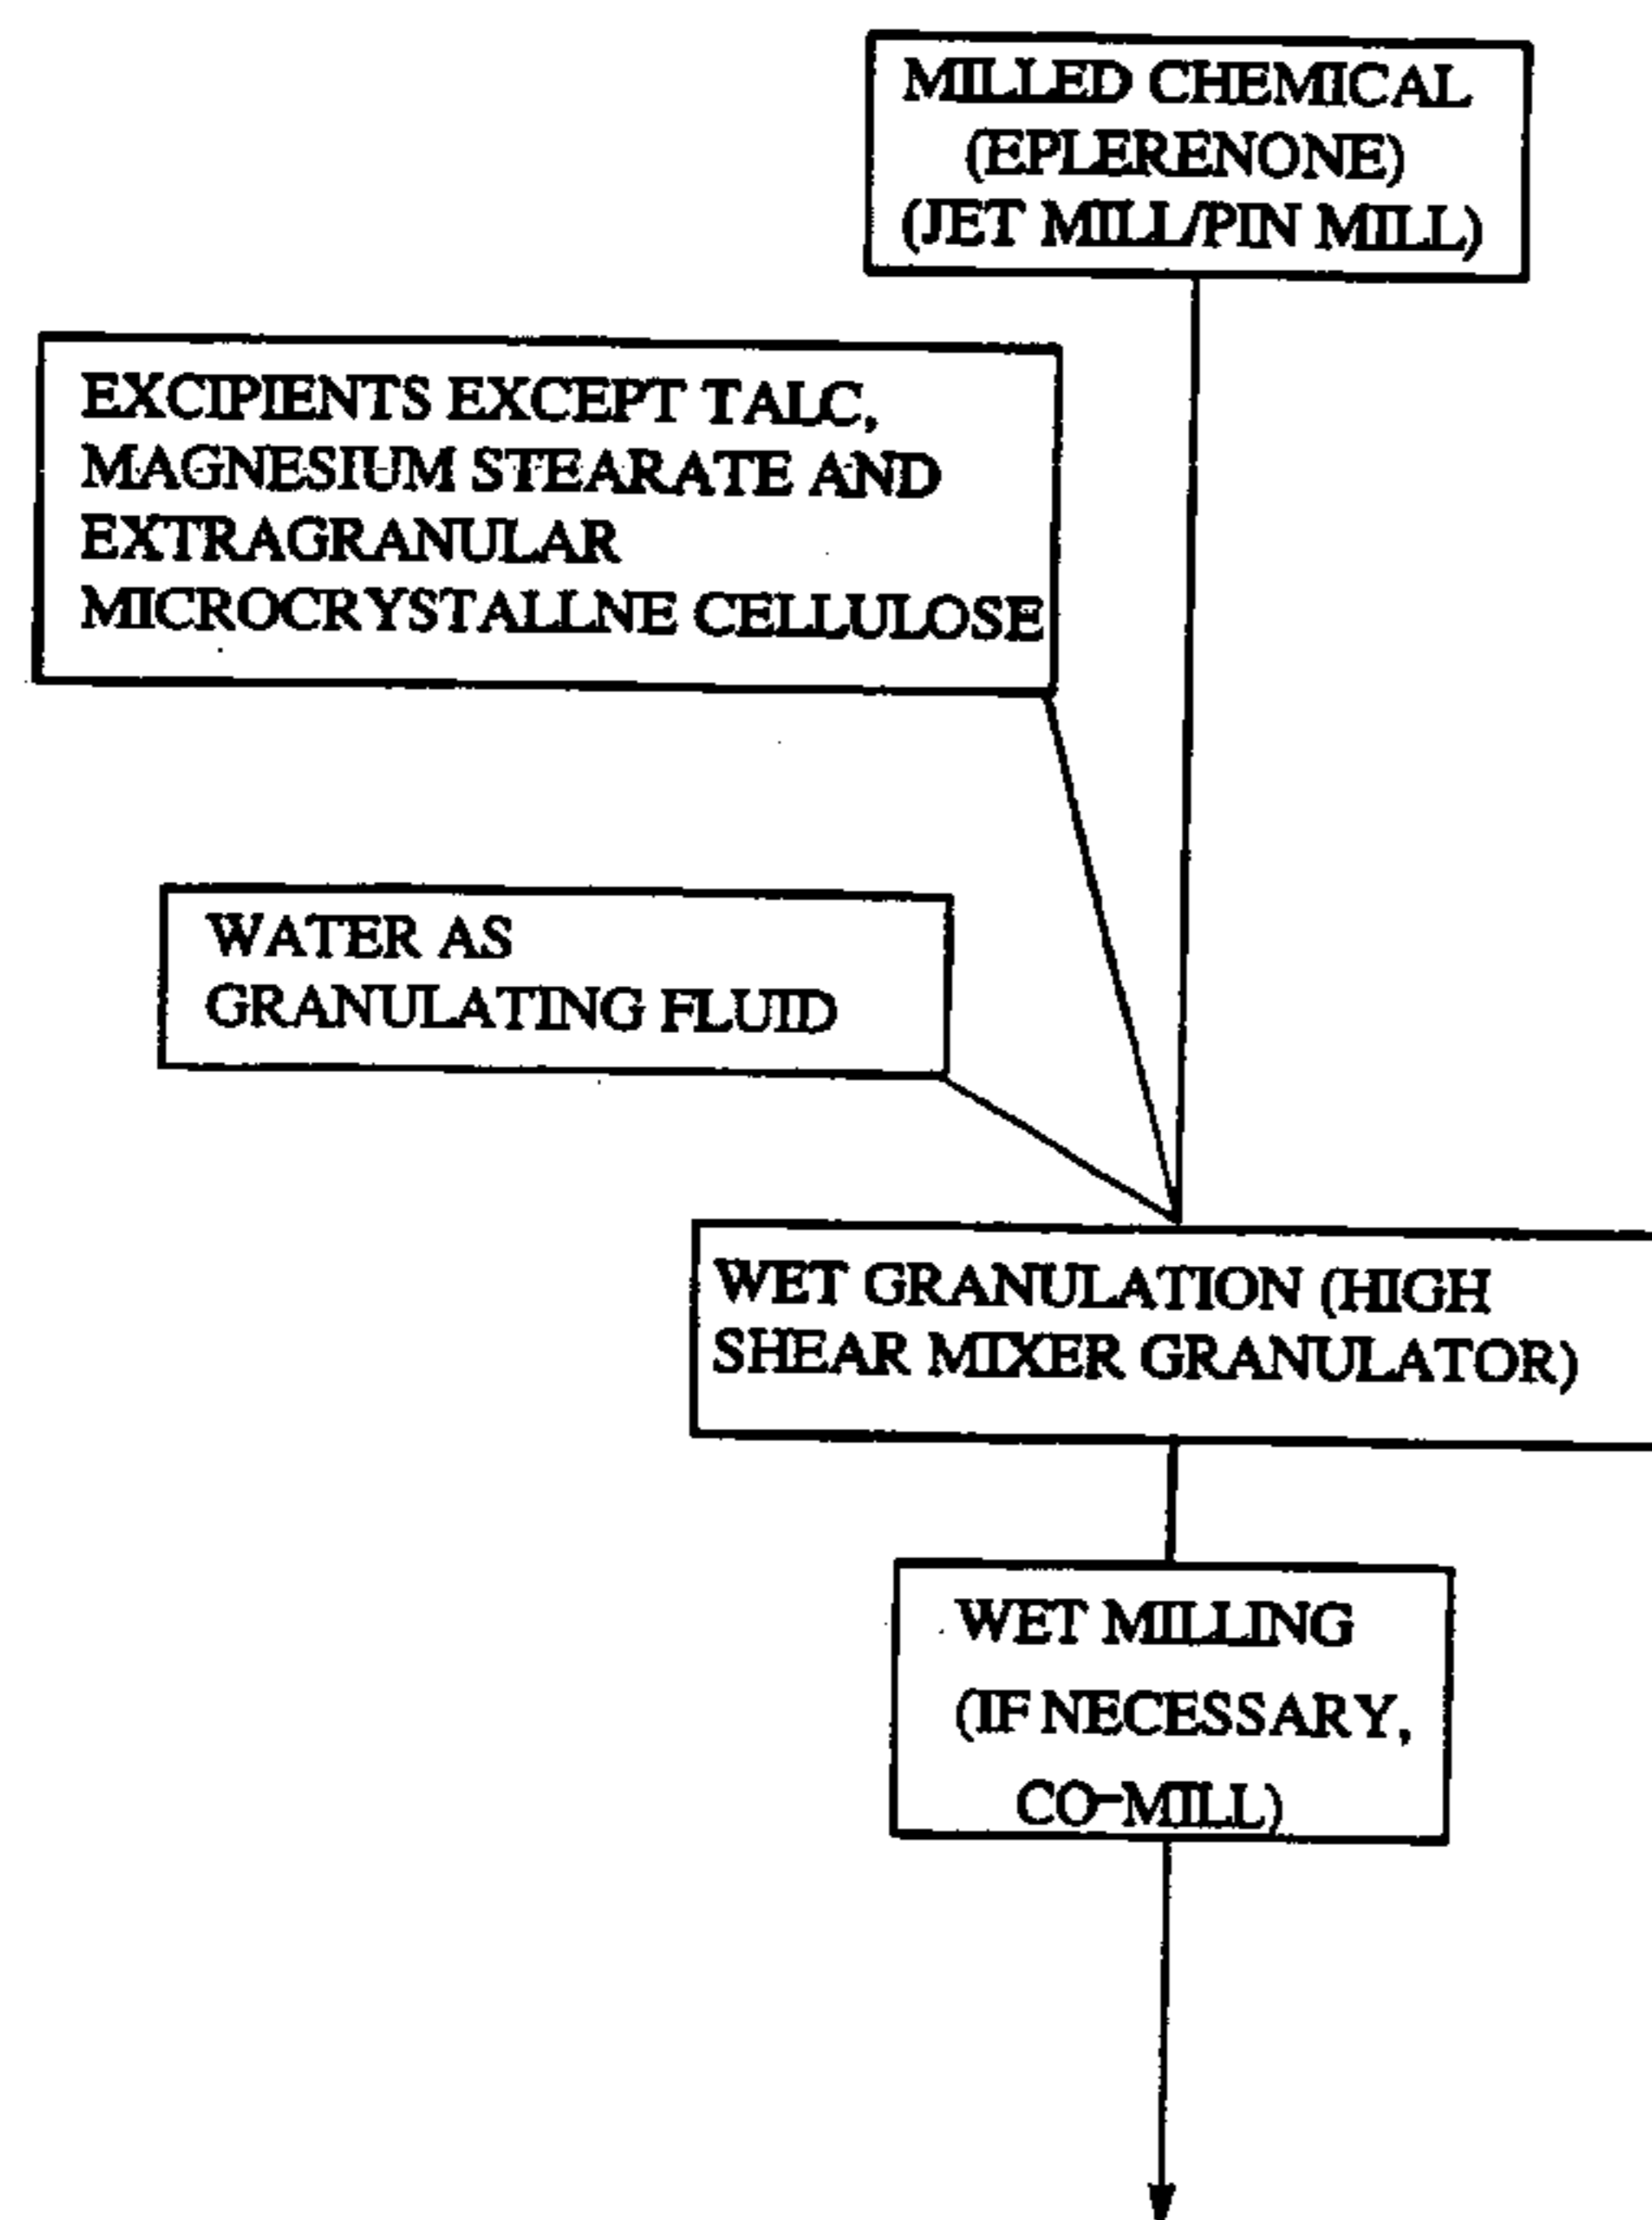 MILLED CHEMICAL
(EPLERENONE)
(JET MILL/PIN MILL)
EXCIPIENTS EXCEPT TALC,
MAGNESIUM STEARATE AND
EXTRAGRANULAR
MICROCRYSTALLNE CELLULOSE
WATER AS
GRANULATING FLUID
WET GRANULATION (HIGH
SHEAR MIXER GRANULATOR)
WET MILLING
(IF NECESSARY,
CO-MILL)